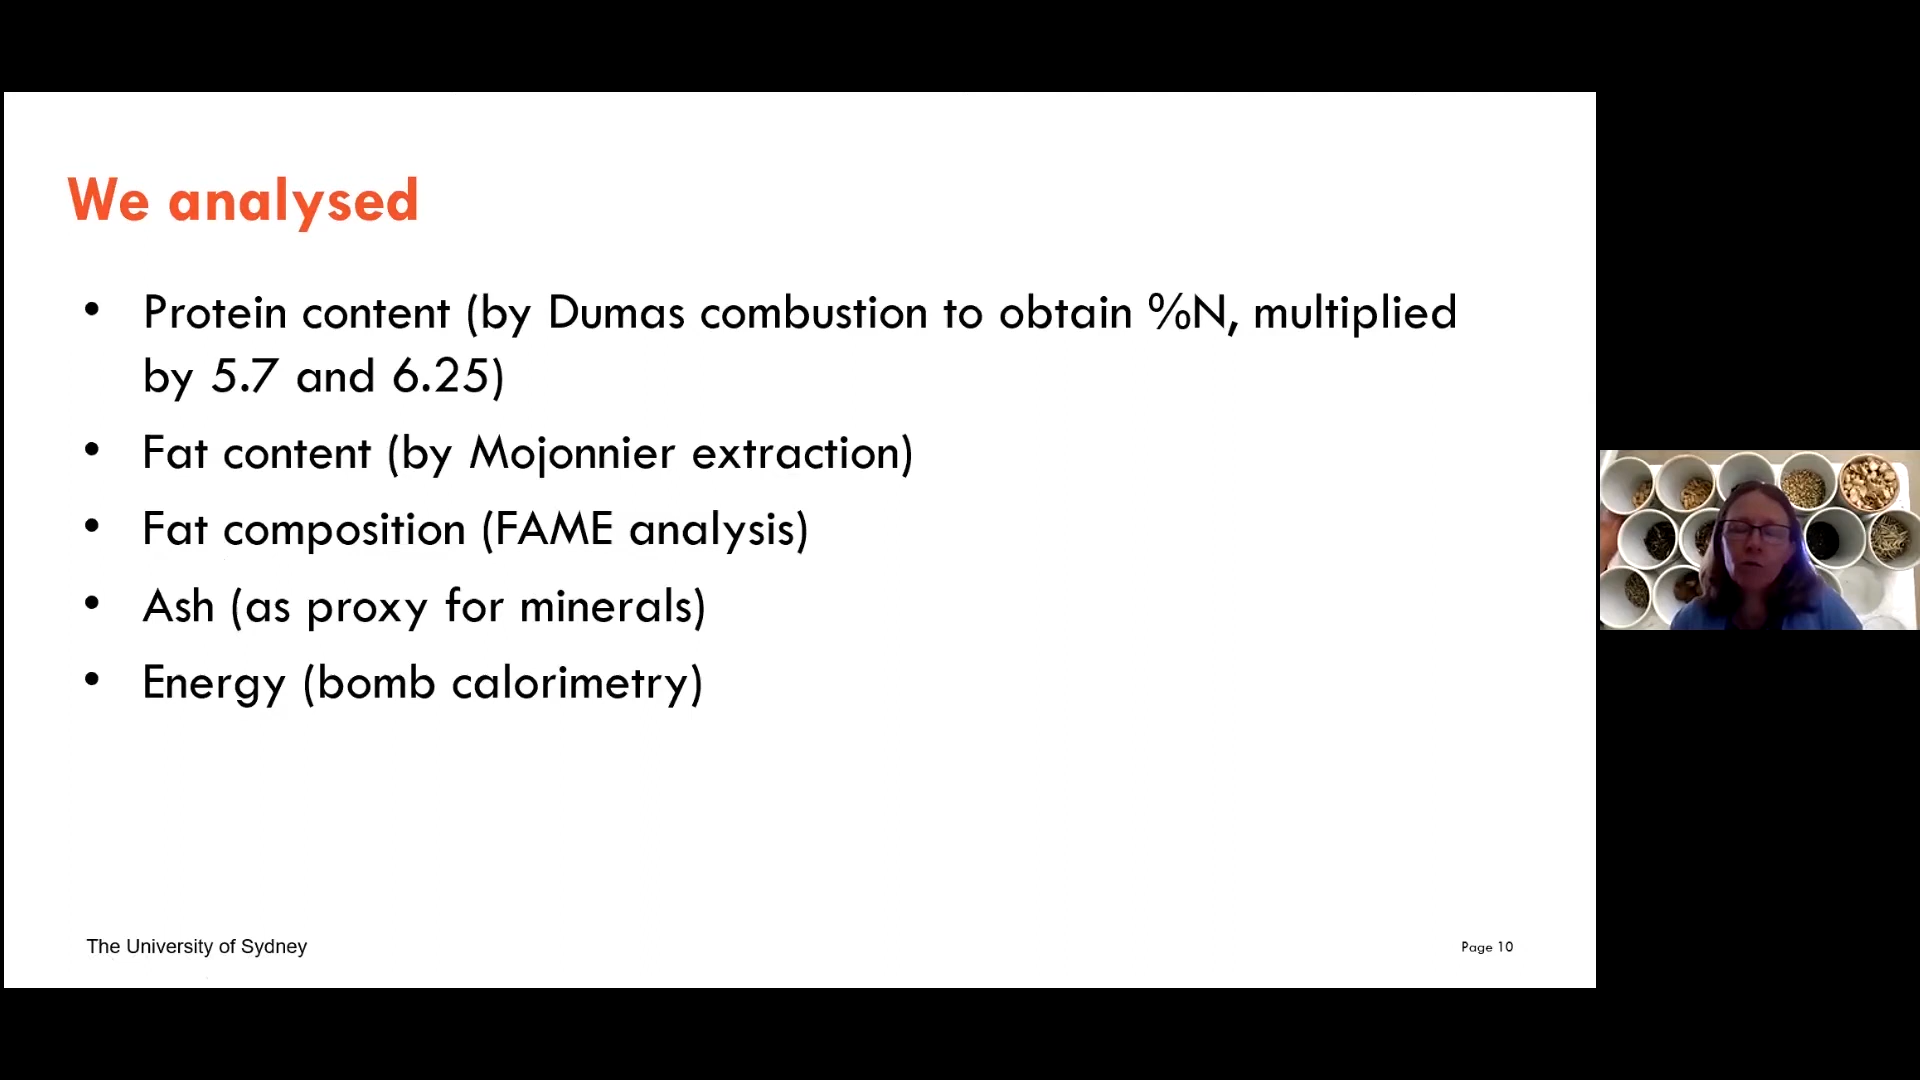 We analysed
• Protein content (by Dumas combustion to obtain %N, multiplied
by 5.7 and 6.25)
• Fat content (by Mojonnier extraction)
• Fat composition (FAME analysis)
• Ash (as proxy for minerals)
• Energy (bomb calorimetry)
The University of Sydney
Page 10